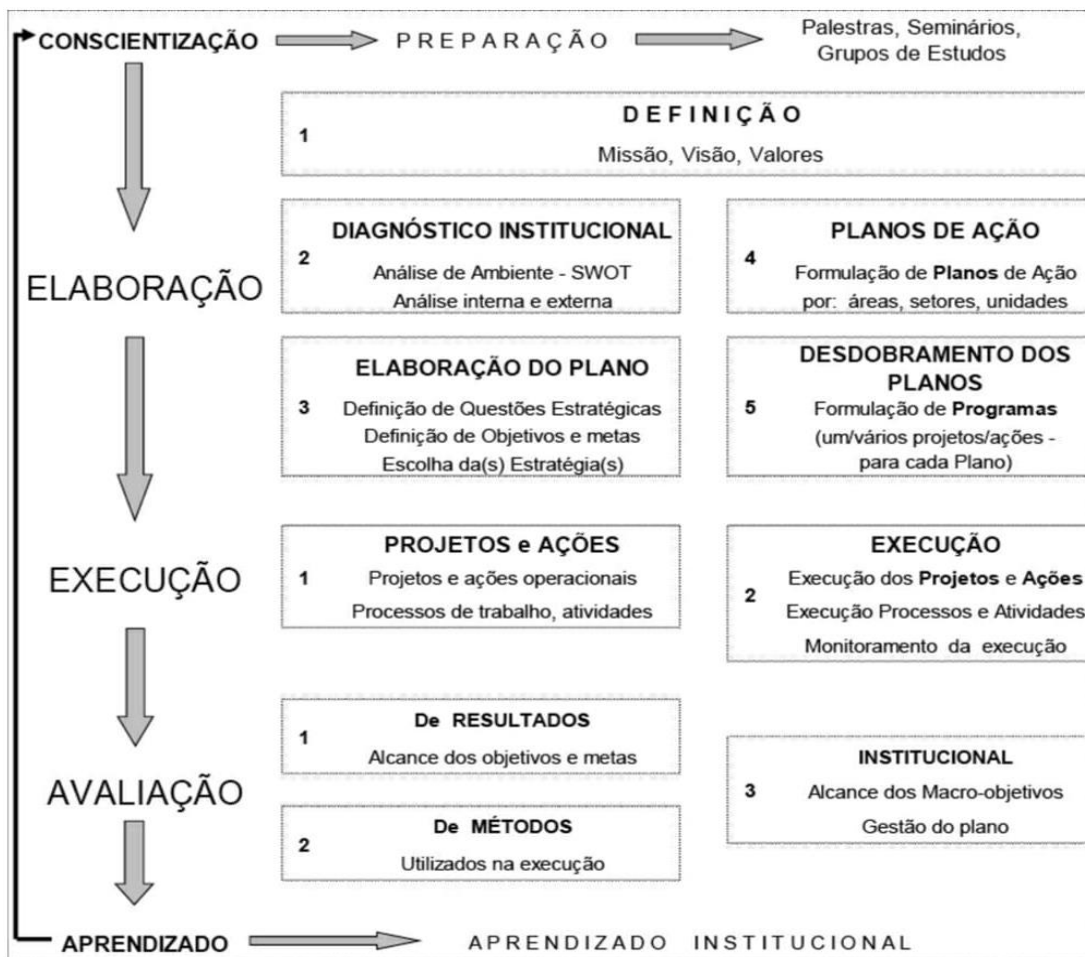 CONSCIENTIZAÇÃO
PREPARAÇÃO
Palestras, Seminários,
Grupos de Estudos
1
DEFINIÇÃO
Missão, Visão, Valores
ELABORAÇÃO
2
DIAGNÓSTICO INSTITUCIONAL
Análise de Ambiente - SWOT
Análise interna e externa
3
ELABORAÇÃO DO PLANO
Definição de Questões Estratégicas
Definição de Objetivos e metas
Escolha da(s) Estratégia(s)
4
PLANOS DE AÇÃO
Formulação de Planos de Ação
por: áreas, setores, unidades
5
DESDOBRAMENTO DOS
PLANOS
Formulação de Programas
(um/vários projetos/ações -
para cada Plano)
EXECUÇÃO
1
PROJETOS e AÇÕES
Projetos e ações operacionais
Processos de trabalho, atividades
2
EXECUÇÃO
Execução dos Projetos e Ações
Execução Processos e Atividades
Monitoramento da execução
AVALIAÇÃO
1
De RESULTADOS
Alcance dos objetivos e metas
2
De MÉTODOS
Utilizados na execução
3
INSTITUCIONAL
Alcance dos Macro-objetivos
Gestão do plano
APRENDIZADO
APRENDIZADO INSTITUCIONAL